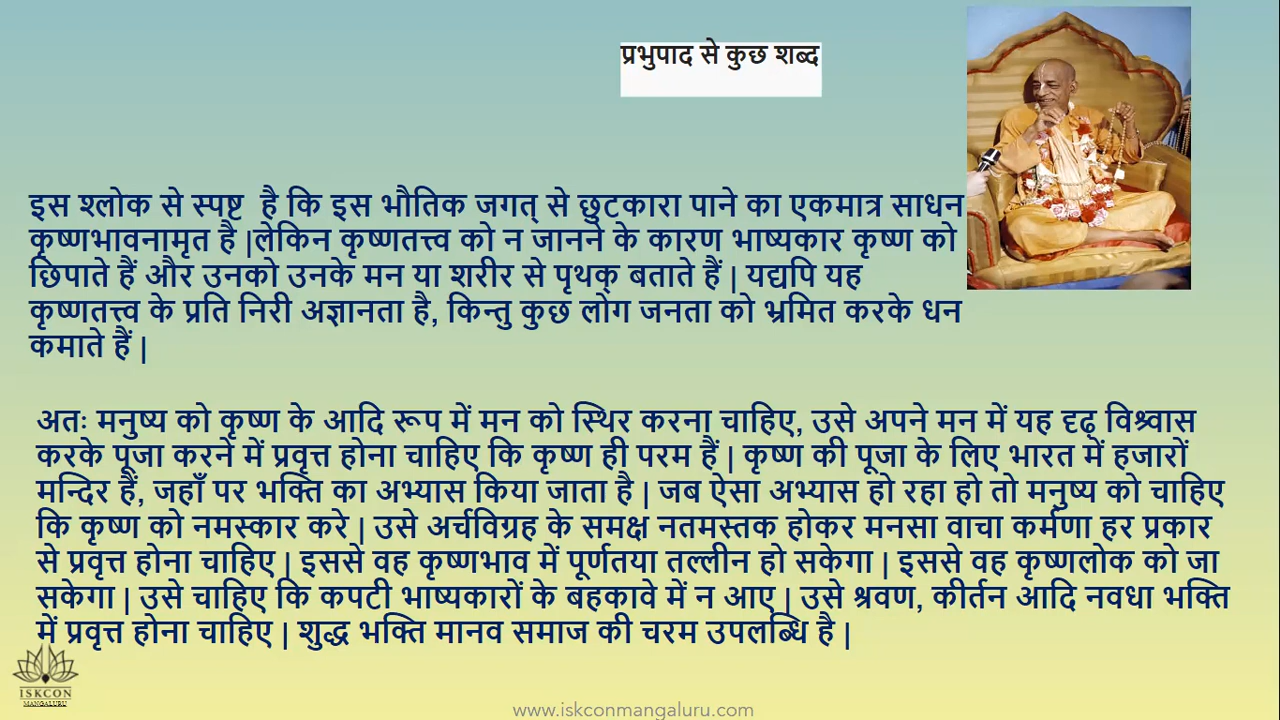 प्रभुपाद से कुछ शब्द
इस श्लोक से स्पष्ट  है कि इस भौतिक जगत् से छुटकारा पाने का एकमात्र साधन
कृष्णभावनामृत है |लेकिन कृष्णतत्त्व को न जानने के कारण भाष्यकार कृष्ण को
छिपाते हैं और उनको उनके मन या शरीर से पृथक् बताते हैं | यद्यपि यह
कृष्णतत्त्व के प्रति निरी अज्ञानता है, किन्तु कुछ लोग जनता को भ्रमित करके धन
कमाते हैं |
अतः मनुष्य को कृष्ण के आदि रूप में मन को स्थिर करना चाहिए, उसे अपने मन में यह दृढ़ विश्र्वास
करके पूजा करने में प्रवृत्त होना चाहिए कि कृष्ण ही परम हैं | कृष्ण की पूजा के लिए भारत में हजारों
मन्दिर हैं, जहाँ पर भक्ति का अभ्यास किया जाता है | जब ऐसा अभ्यास हो रहा हो तो मनुष्य को चाहिए
कि कृष्ण को नमस्कार करे | उसे अर्चविग्रह के समक्ष नतमस्तक होकर मनसा वाचा कर्मणा हर प्रकार
से प्रवृत्त होना चाहिए | इससे वह कृष्णभाव में पूर्णतया तल्लीन हो सकेगा | इससे वह कृष्णलोक को जा
सकेगा | उसे चाहिए कि कपटी भाष्यकारों के बहकावे में न आए | उसे श्रवण, कीर्तन आदि नवधा भक्ति
में प्रवृत्त होना चाहिए | शुद्ध भक्ति मानव समाज की चरम उपलब्धि है |
ISKCON
MANGALURU
www.iskconmangaluru.com